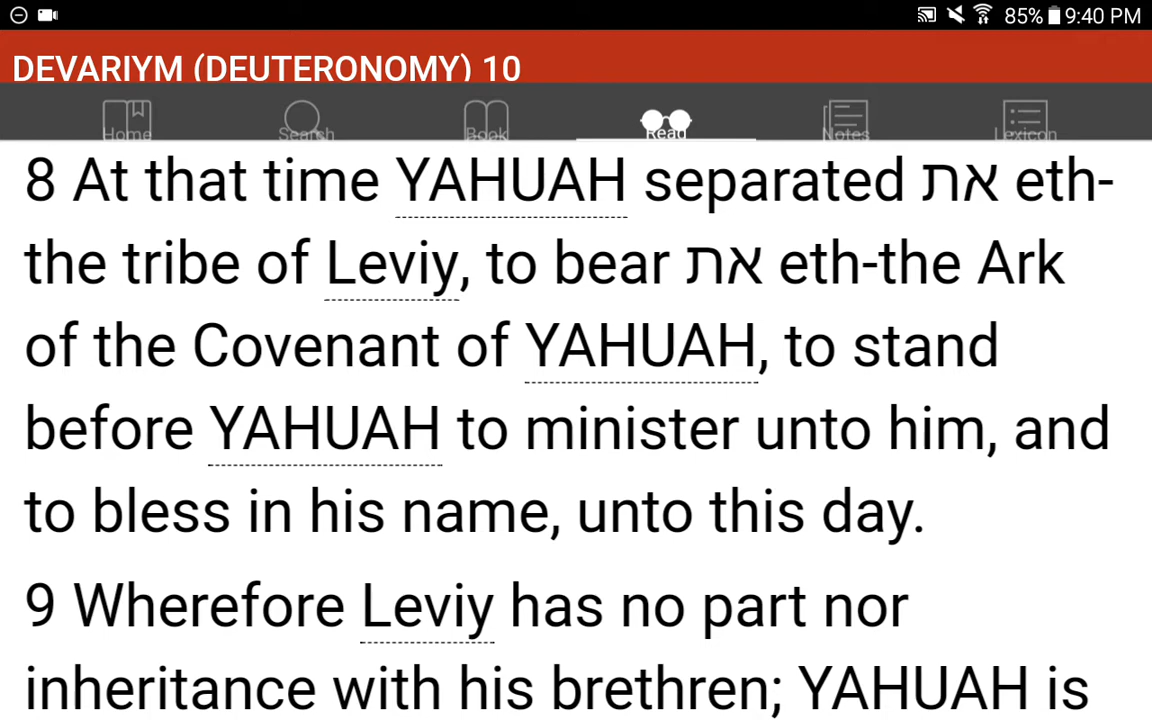 85% 9:40 PM
DEVARIYM (DEUTERONOMY) 10
Home Search Book Read Notes Lexicon
8 At that time YAHUAH separated את eth-
the tribe of Leviy, to bear את eth-the Ark
of the Covenant of YAHUAH, to stand
before YAHUAH to minister unto him, and
to bless in his name, unto this day.
9 Wherefore Leviy has no part nor
inheritance with his brethren; YAHUAH is